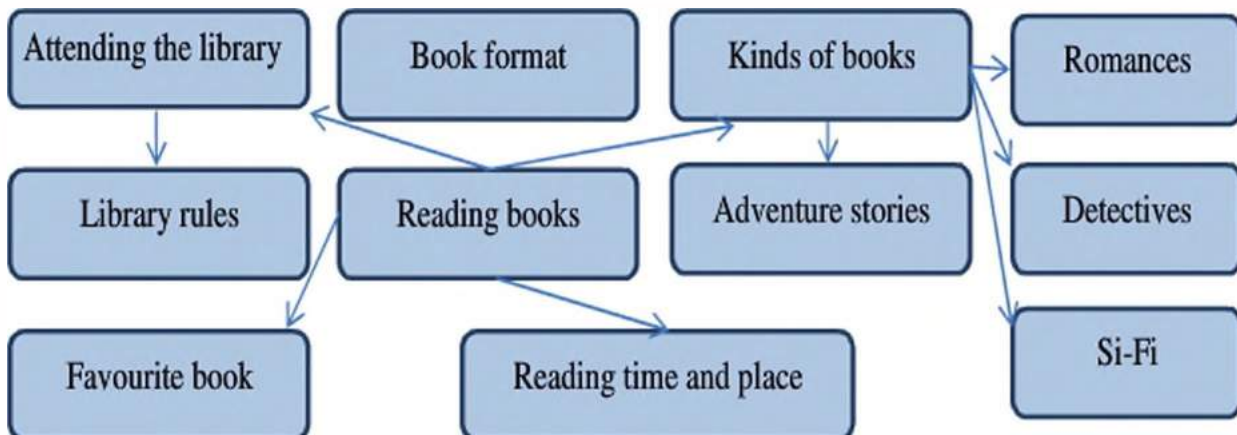 Attending the library
Book format
Kinds of books
Romances
Library rules
Reading books
Adventure stories
Detectives
Favourite book
Reading time and place
Si-Fi